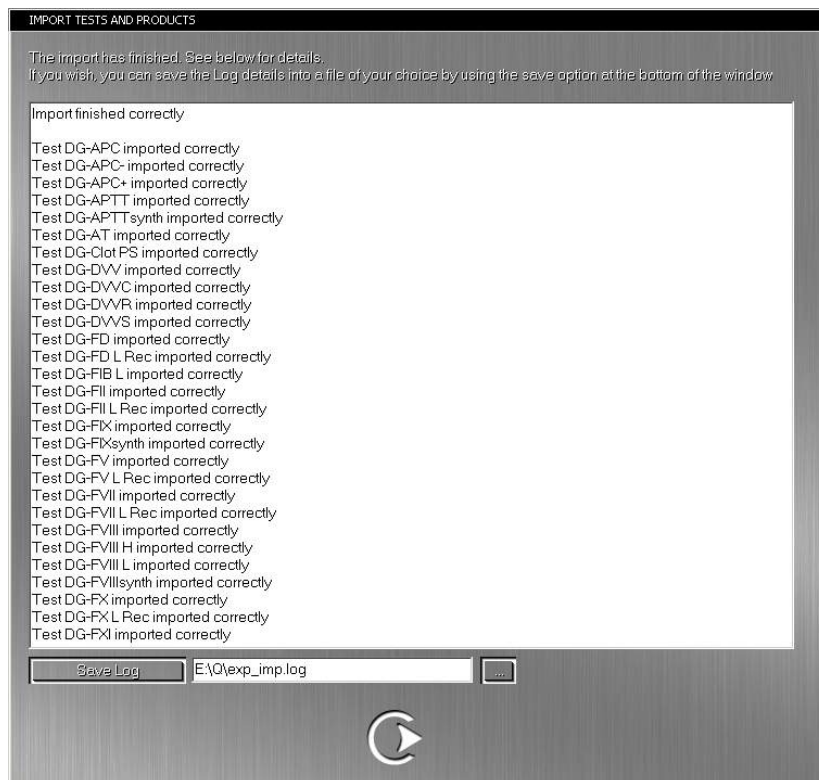 IMPORT TESTS AND PRODUCTS
The import has finished. See below for details.
If you wish, you can save the Log details into a file of your choice by using the save option at the bottom of the window
Import finished correctly
Test DG-APC imported correctly
Test DG-APC- imported correctly
Test DG-APC+ imported correctly
Test DG-APTT imported correctly
Test DG-APTTsynth imported correctly
Test DG-AT imported correctly
Test DG-Clot PS imported correctly
Test DG-DVV imported correctly
Test DG-DVVC imported correctly
Test DG-DVVR imported correctly
Test DG-DVVS imported correctly
Test DG-FD imported correctly
Test DG-FD L Rec imported correctly
Test DG-FIB L imported correctly
Test DG-FII imported correctly
Test DG-FII L Rec imported correctly
Test DG-FIX imported correctly
Test DG-FIXsynth imported correctly
Test DG-FV imported correctly
Test DG-FV L Rec imported correctly
Test DG-FVII imported correctly
Test DG-FVII L Rec imported correctly
Test DG-FVIII imported correctly
Test DG-FVIII H imported correctly
Test DG-FVIII L imported correctly
Test DG-FVIIIsynth imported correctly
Test DG-FX imported correctly
Test DG-FX L Rec imported correctly
Test DG-FXI imported correctly
Save Log E:\Q\exp_imp.log ...